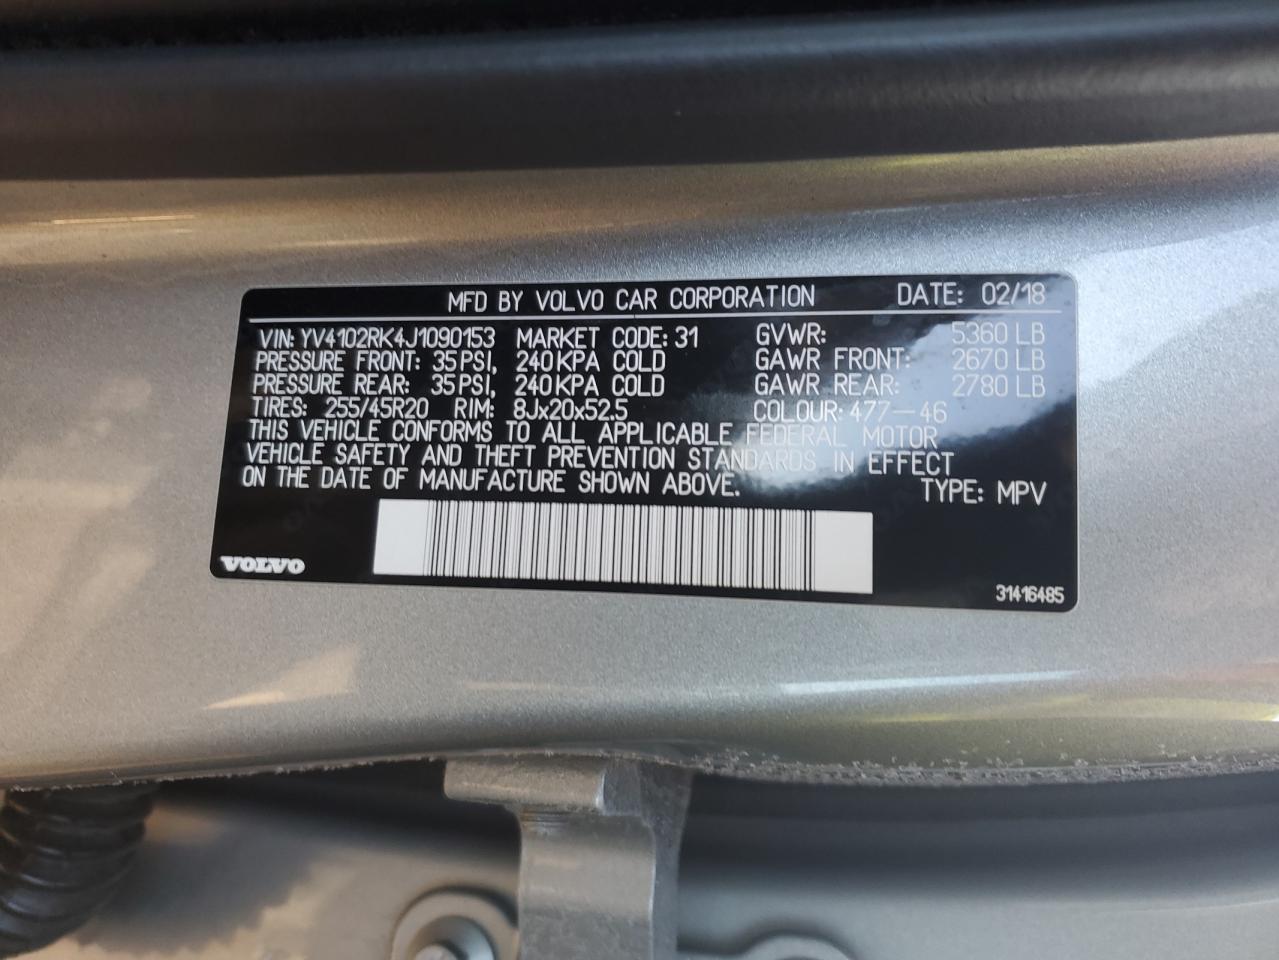 MFD BY VOLVO CAR CORPORATION DATE: 02/18
VIN: YV4102RK4J1090153 MARKET CODE: 31 GVWR: 5360 LB
PRESSURE FRONT: 35 PSI, 240 KPA COLD GAWR FRONT: 2670 LB
PRESSURE REAR: 35 PSI, 240 KPA COLD GAWR REAR: 2780 LB
TIRES: 255/45R20 RIM: 8Jx20x52.5 COLOUR: 477-46
THIS VEHICLE CONFORMS TO ALL APPLICABLE FEDERAL MOTOR
VEHICLE SAFETY AND THEFT PREVENTION STANDARDS IN EFFECT
ON THE DATE OF MANUFACTURE SHOWN ABOVE. TYPE: MPV
VOLVO
31416485